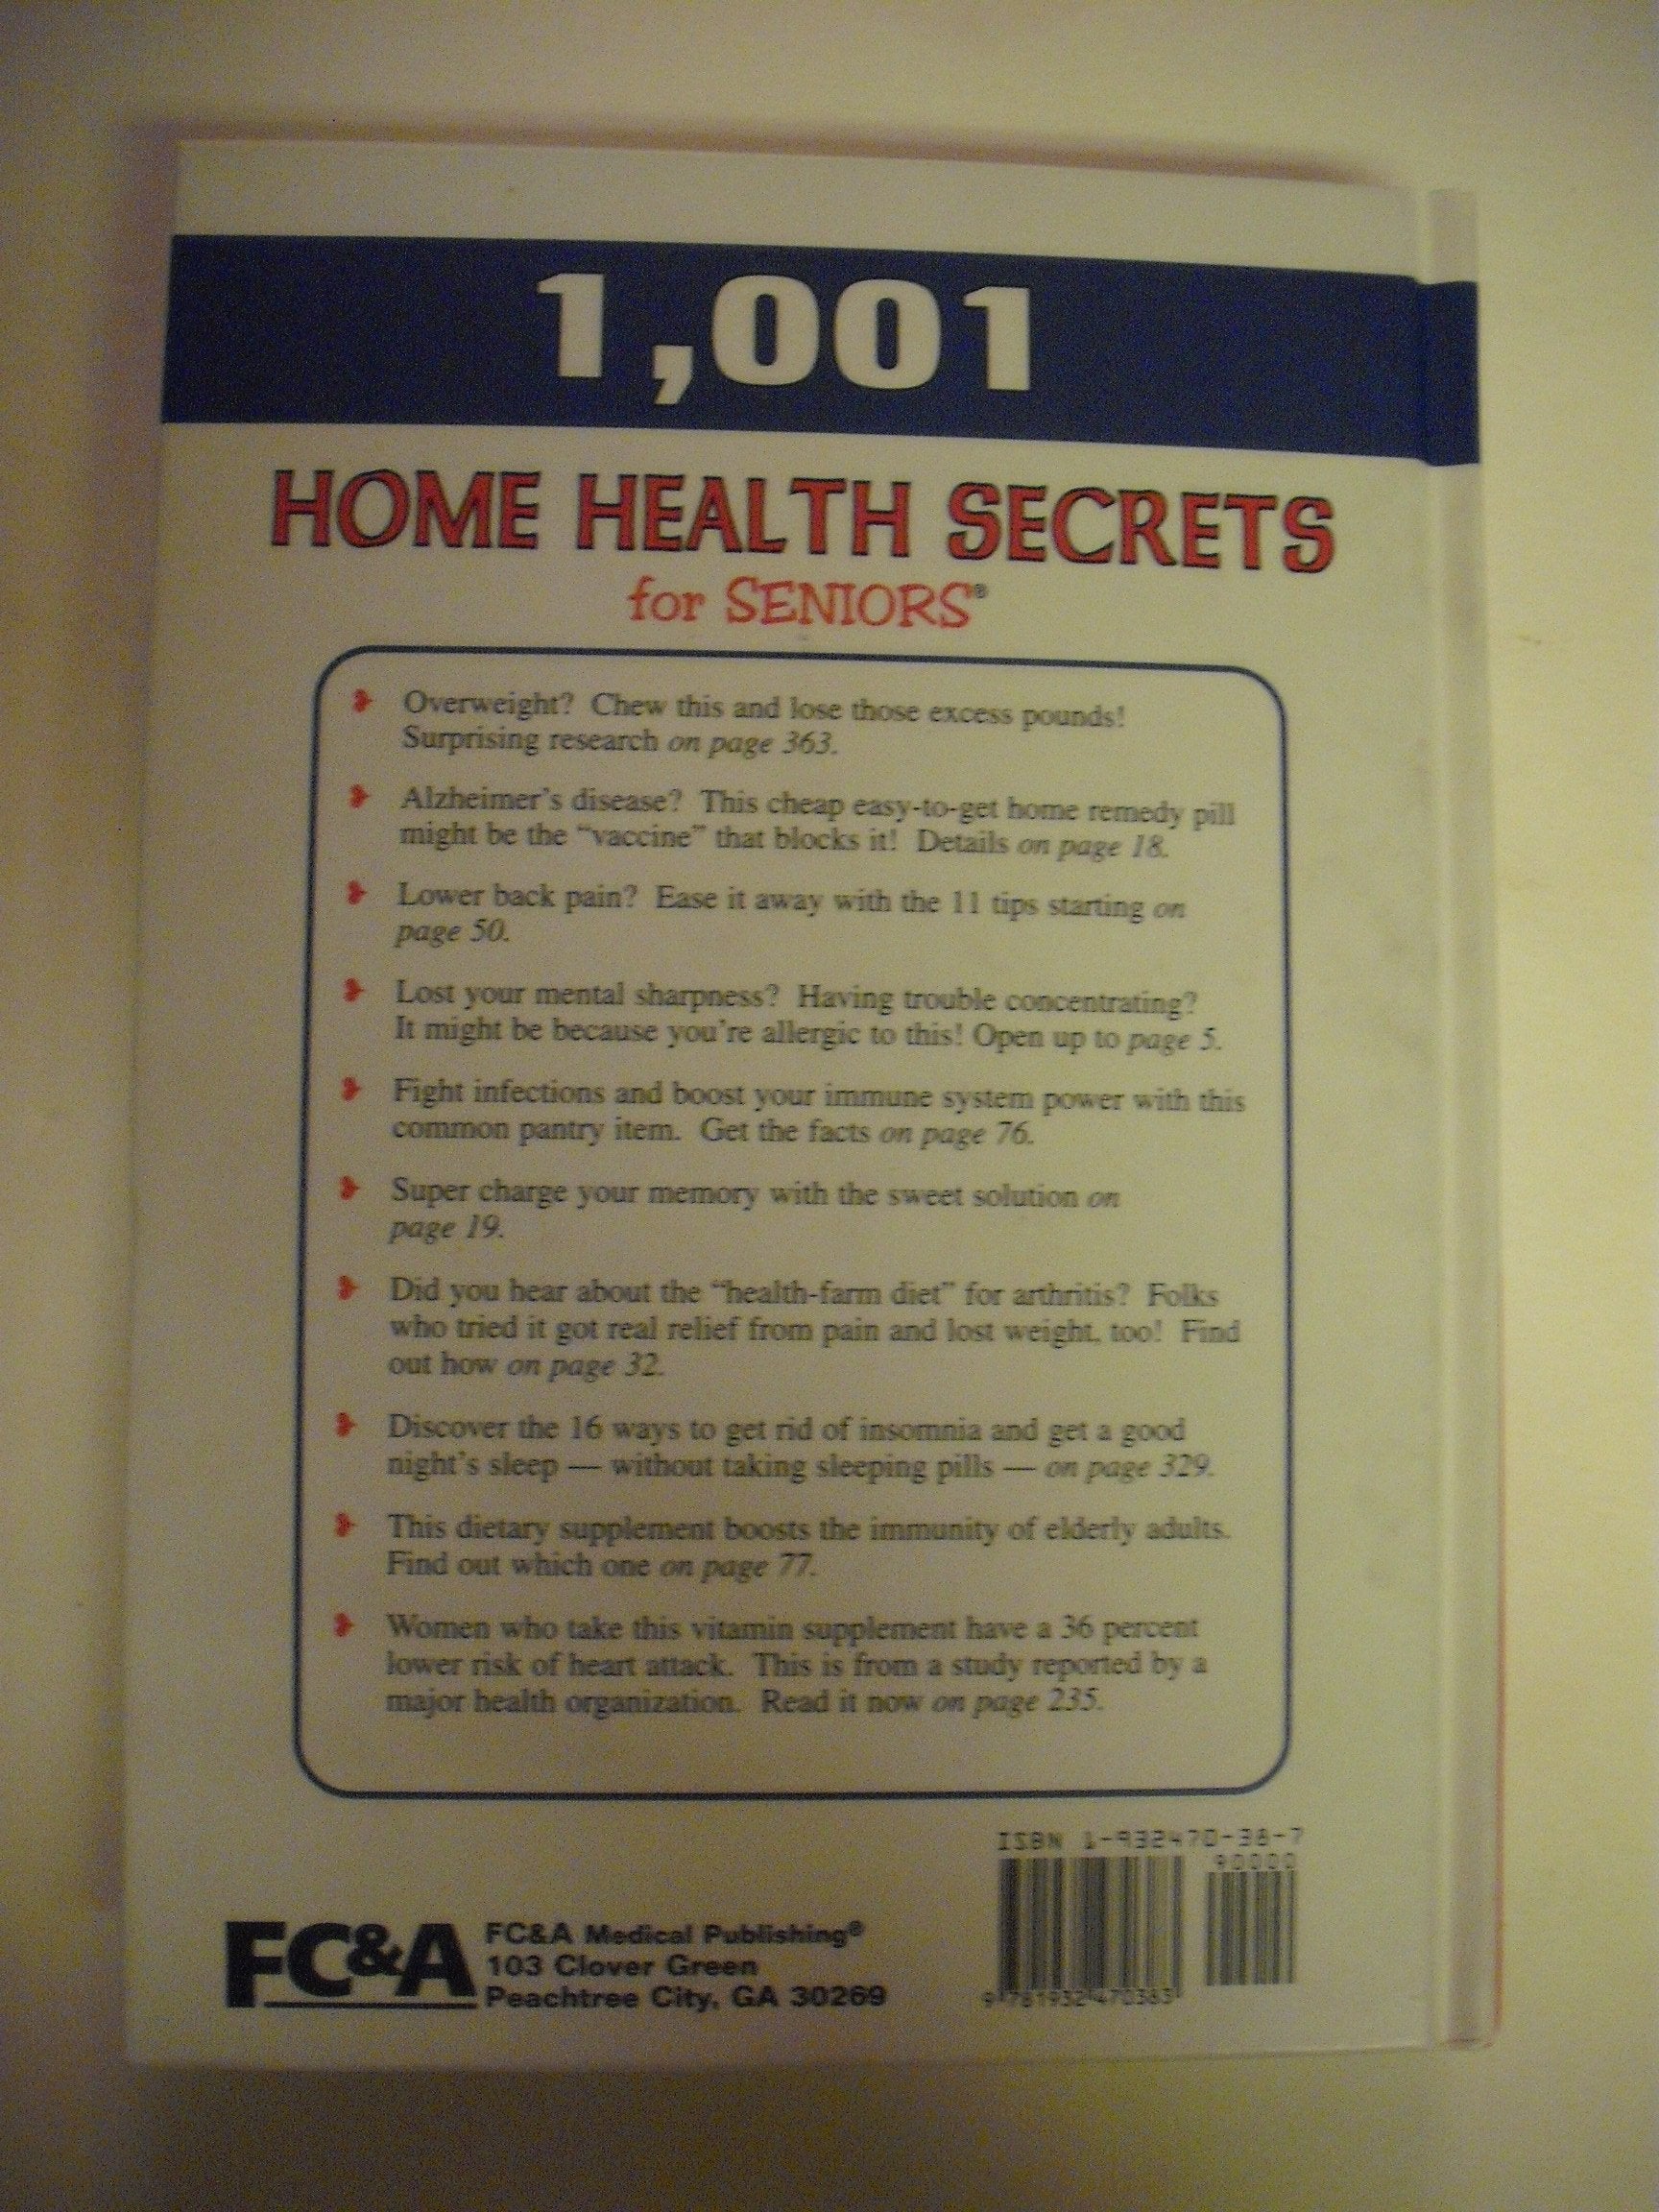 1,001
HOME HEALTH SECRETS
for SENIORS®
Overweight? Chew this and lose those excess pounds!
Surprising research on page 363.
Alzheimer's disease? This cheap easy-to-get home remedy pill
might be the "vaccine" that blocks it! Details on page 18.
Lower back pain? Ease it away with the 11 tips starting on
page 50.
Lost your mental sharpness? Having trouble concentrating?
It might be because you're allergic to this! Open up to page 5.
Fight infections and boost your immune system power with this
common pantry item. Get the facts on page 76.
Super charge your memory with the sweet solution on
page 19.
Did you hear about the "health-farm diet" for arthritis? Folks
who tried it got real relief from pain and lost weight, too! Find
out how on page 32.
Discover the 16 ways to get rid of insomnia and get a good
night's sleep — without taking sleeping pills — on page 329.
This dietary supplement boosts the immunity of elderly adults.
Find out which one on page 77.
Women who take this vitamin supplement have a 36 percent
lower risk of heart attack. This is from a study reported by a
major health organization. Read it now on page 235.
ISBN 1-932470-38-7
90000
FC&A
FC&A Medical Publishing®
103 Clover Green
Peachtree City, GA 30269
9 781932 470383